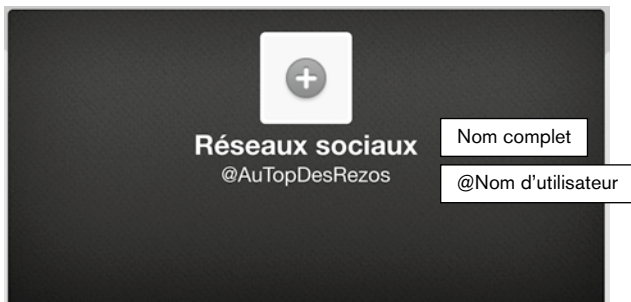 Réseaux sociaux
Nom complet
@AuTopDesRezos
@Nom d'utilisateur